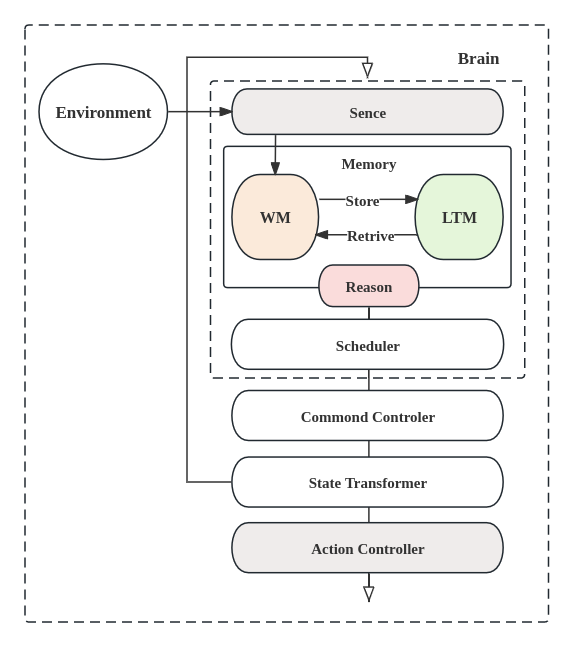 Brain
Environment
Sence
Memory
WM
Store
LTM
Retrive
Reason
Scheduler
Commond Controler
State Transformer
Action Controller